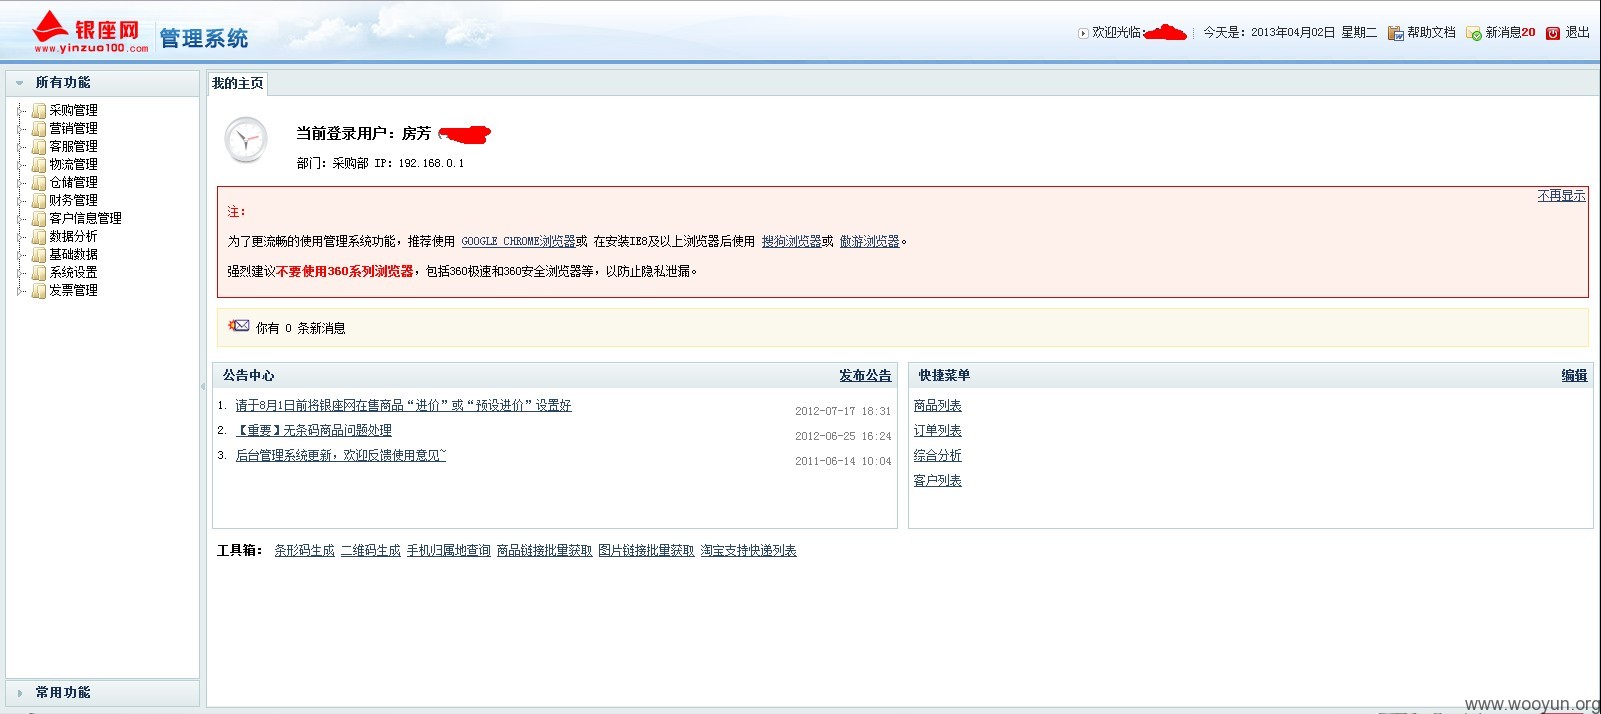 银座网
www.yinzuo100.com
管理系统
欢迎光临: 今天是: 2013年04月02日 星期二 帮助文档 新消息20 退出
所有功能
采购管理
营销管理
客服管理
物流管理
仓储管理
财务管理
客户信息管理
数据分析
基础数据
系统设置
发票管理
常用功能
我的主页
当前登录用户: 房芳
部门: 采购部 IP: 192.168.0.1
不再显示
注:
为了更流畅的使用管理系统功能，推荐使用 GOOGLE CHROME浏览器或 在安装IE8及以上浏览器后使用 搜狗浏览器或 傲游浏览器。
强烈建议不要使用360系列浏览器，包括360极速和360安全浏览器等，以防止隐私泄漏。
你有 0 条新消息
公告中心 发布公告
1. 请于8月1日前将银座网在售商品“进价”或“预设进价”设置好 2012-07-17 18:31
2. 【重要】无条码商品问题处理 2012-06-25 16:24
3. 后台管理系统更新，欢迎反馈使用意见~ 2011-06-14 10:04
快捷菜单 编辑
商品列表
订单列表
综合分析
客户列表
工具箱: 条形码生成 二维码生成 手机归属地查询 商品链接批量获取 图片链接批量获取 淘宝支持快递列表
www.wooyun.org